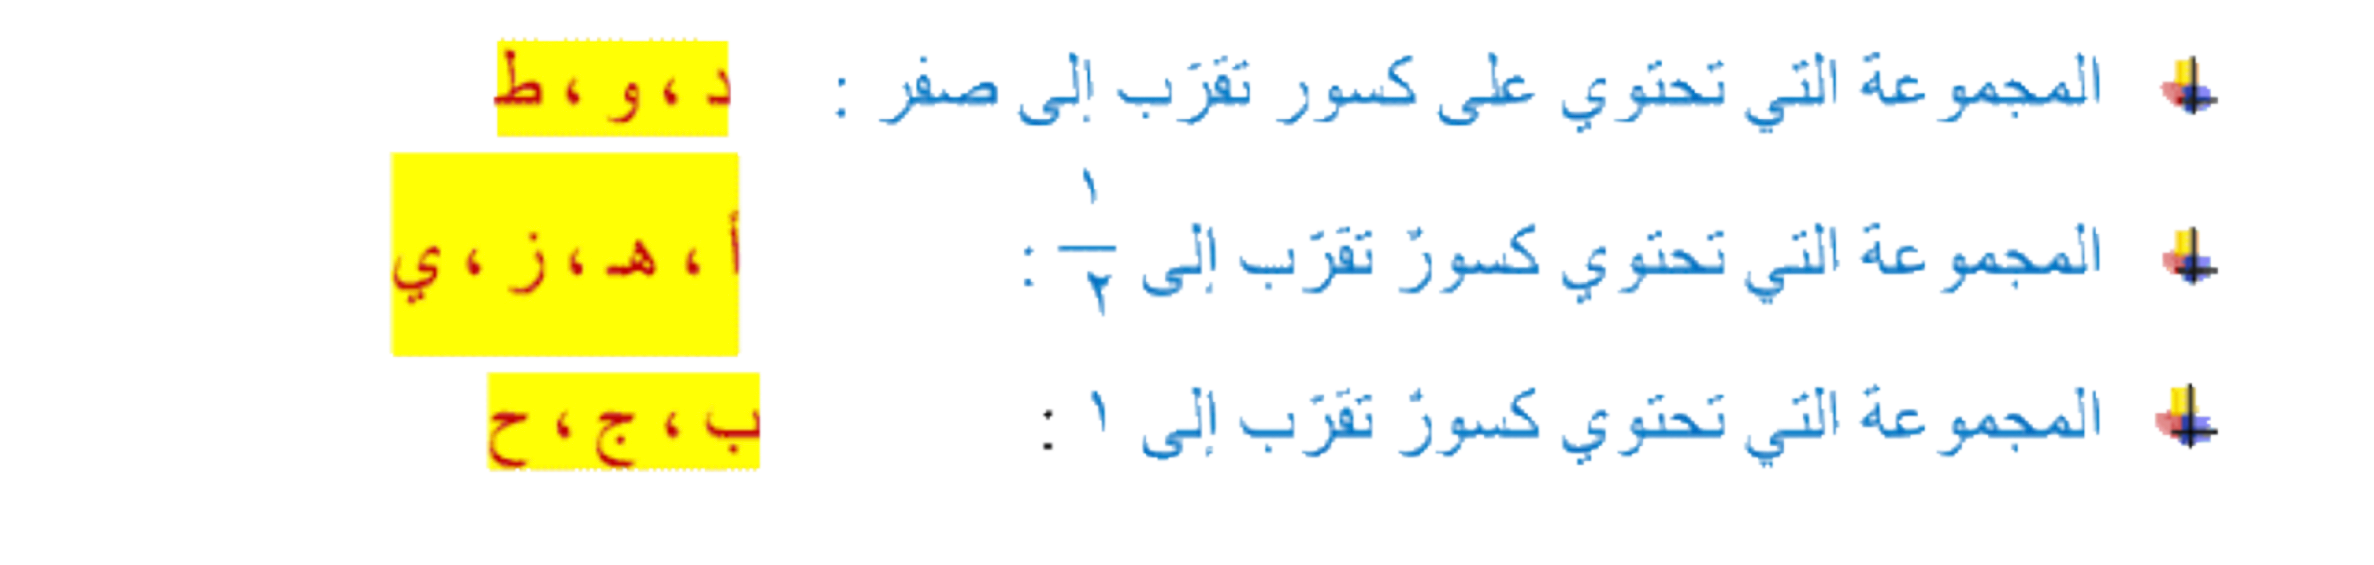 المجموعة التي تحتوي على كسور تقرَب إلى صفر : د ، و ، ط
المجموعة التي تحتوي كسورٌ تقرَب إلى ١/٢ : أ ، هـ ، ز ، ي
المجموعة التي تحتوي كسورٌ تقرَب إلى ١ : ب ، ج ، ح